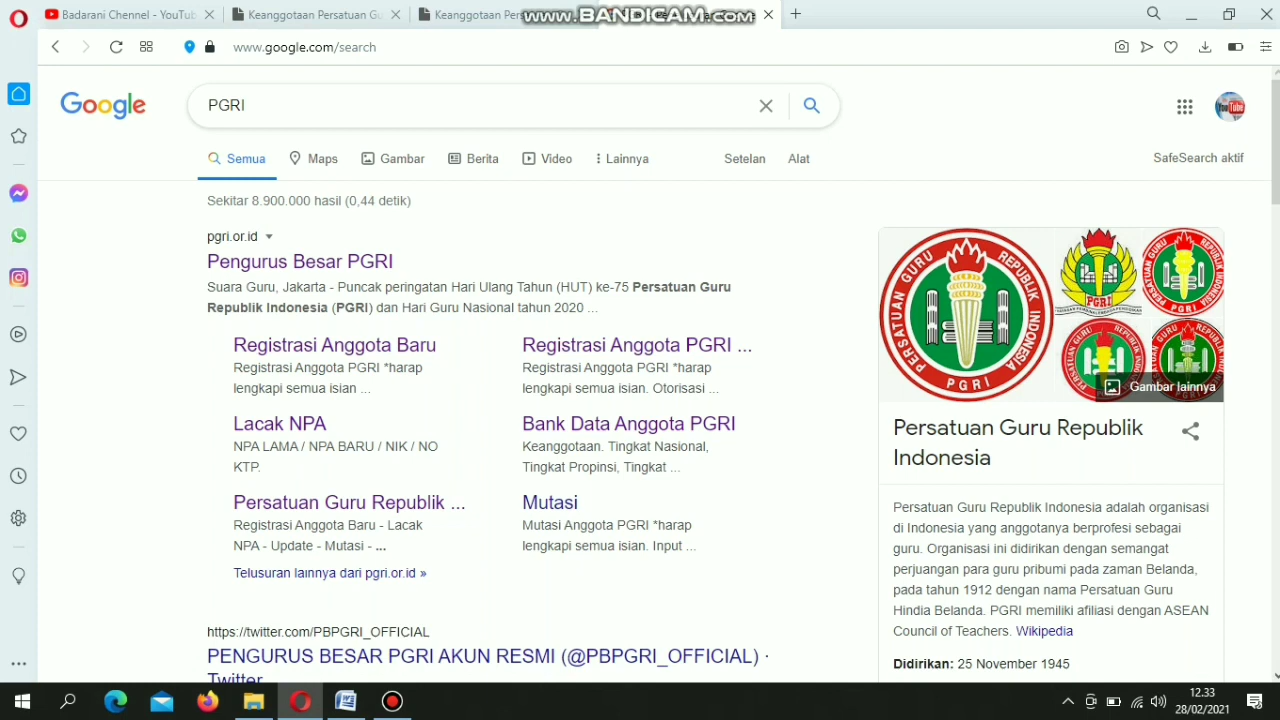 Badarani Channel - YouTub
Keanggotaan Persatuan Gu
Keanggotaan Pers
www.BANDICAM.com
www.google.com/search
Google
PGRI
YouTube
Semua
Maps
Gambar
Berita
Video
Lainnya
Setelan
Alat
SafeSearch aktif
Sekitar 8.900.000 hasil (0,44 detik)
pgri.or.id
Pengurus Besar PGRI
Suara Guru, Jakarta - Puncak peringatan Hari Ulang Tahun (HUT) ke-75 Persatuan Guru
Republik Indonesia (PGRI) dan Hari Guru Nasional tahun 2020 ...
Registrasi Anggota Baru
Registrasi Anggota PGRI *harap
lengkapi semua isian ...
Registrasi Anggota PGRI ...
Registrasi Anggota PGRI *harap
lengkapi semua isian. Otorisasi ...
Lacak NPA
NPA LAMA / NPA BARU / NIK / NO
KTP.
Bank Data Anggota PGRI
Keanggotaan. Tingkat Nasional,
Tingkat Propinsi, Tingkat ...
Persatuan Guru Republik ...
Registrasi Anggota Baru - Lacak
NPA - Update - Mutasi - ...
Mutasi
Mutasi Anggota PGRI *harap
lengkapi semua isian. Input ...
Telusuran lainnya dari pgri.or.id »
https://twitter.com/PBPGRI_OFFICIAL
PENGURUS BESAR PGRI AKUN RESMI (@PBPGRI_OFFICIAL) ·
Twitter
PERSATUAN GURU REPUBLIK INDONESIA
PGRI
PGRI
Gambar lainnya
Persatuan Guru Republik
Indonesia
Persatuan Guru Republik Indonesia adalah organisasi
di Indonesia yang anggotanya berprofesi sebagai
guru. Organisasi ini didirikan dengan semangat
perjuangan para guru pribumi pada zaman Belanda,
pada tahun 1912 dengan nama Persatuan Guru
Hindia Belanda. PGRI memiliki afiliasi dengan ASEAN
Council of Teachers. Wikipedia
Didirikan: 25 November 1945
12.33
28/02/2021